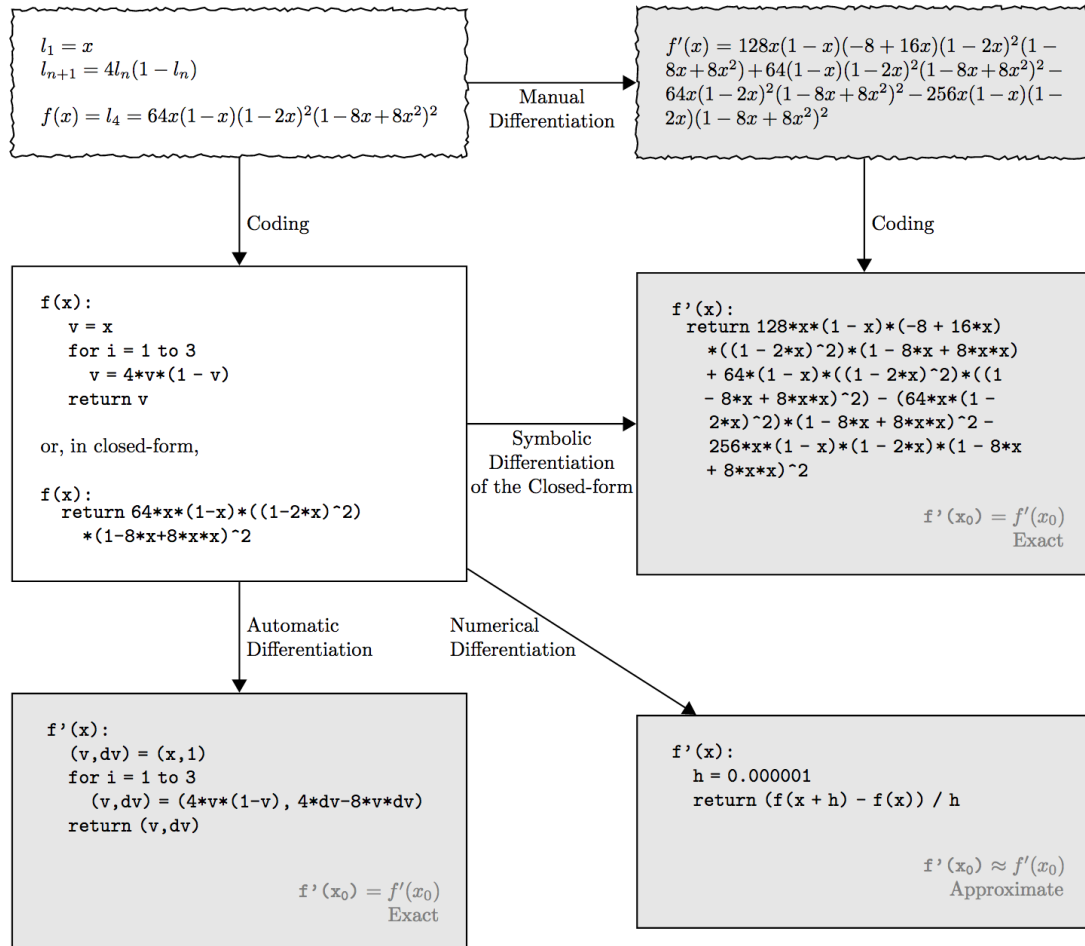 l₁ = x
lₙ₊₁ = 4lₙ(1 − lₙ)
f(x) = l₄ = 64x(1−x)(1−2x)²(1−8x+8x²)²
Manual
Differentiation
f′(x) = 128x(1 − x)(−8 + 16x)(1 − 2x)²(1 −
8x+8x²)+64(1−x)(1−2x)²(1−8x+8x²)²−
64x(1−2x)²(1−8x+8x²)²−256x(1−x)(1−
2x)(1 − 8x + 8x²)²
Coding
Coding
f(x):
v = x
for i = 1 to 3
v = 4*v*(1 - v)
return v
or, in closed-form,
f(x):
return 64*x*(1-x)*((1-2*x)^2)
*(1-8*x+8*x*x)^2
Symbolic
Differentiation
of the Closed-form
f'(x):
return 128*x*(1 - x)*(-8 + 16*x)
*((1 - 2*x)^2)*(1 - 8*x + 8*x*x)
+ 64*(1 - x)*((1 - 2*x)^2)*((1
- 8*x + 8*x*x)^2) - (64*x*(1 -
2*x)^2)*(1 - 8*x + 8*x*x)^2 -
256*x*(1 - x)*(1 - 2*x)*(1 - 8*x
+ 8*x*x)^2
f'(x₀) = f′(x₀)
Exact
Automatic
Differentiation
Numerical
Differentiation
f'(x):
(v,dv) = (x,1)
for i = 1 to 3
(v,dv) = (4*v*(1-v), 4*dv-8*v*dv)
return (v,dv)
f'(x₀) = f′(x₀)
Exact
f'(x):
h = 0.000001
return (f(x + h) - f(x)) / h
f'(x₀) ≈ f′(x₀)
Approximate